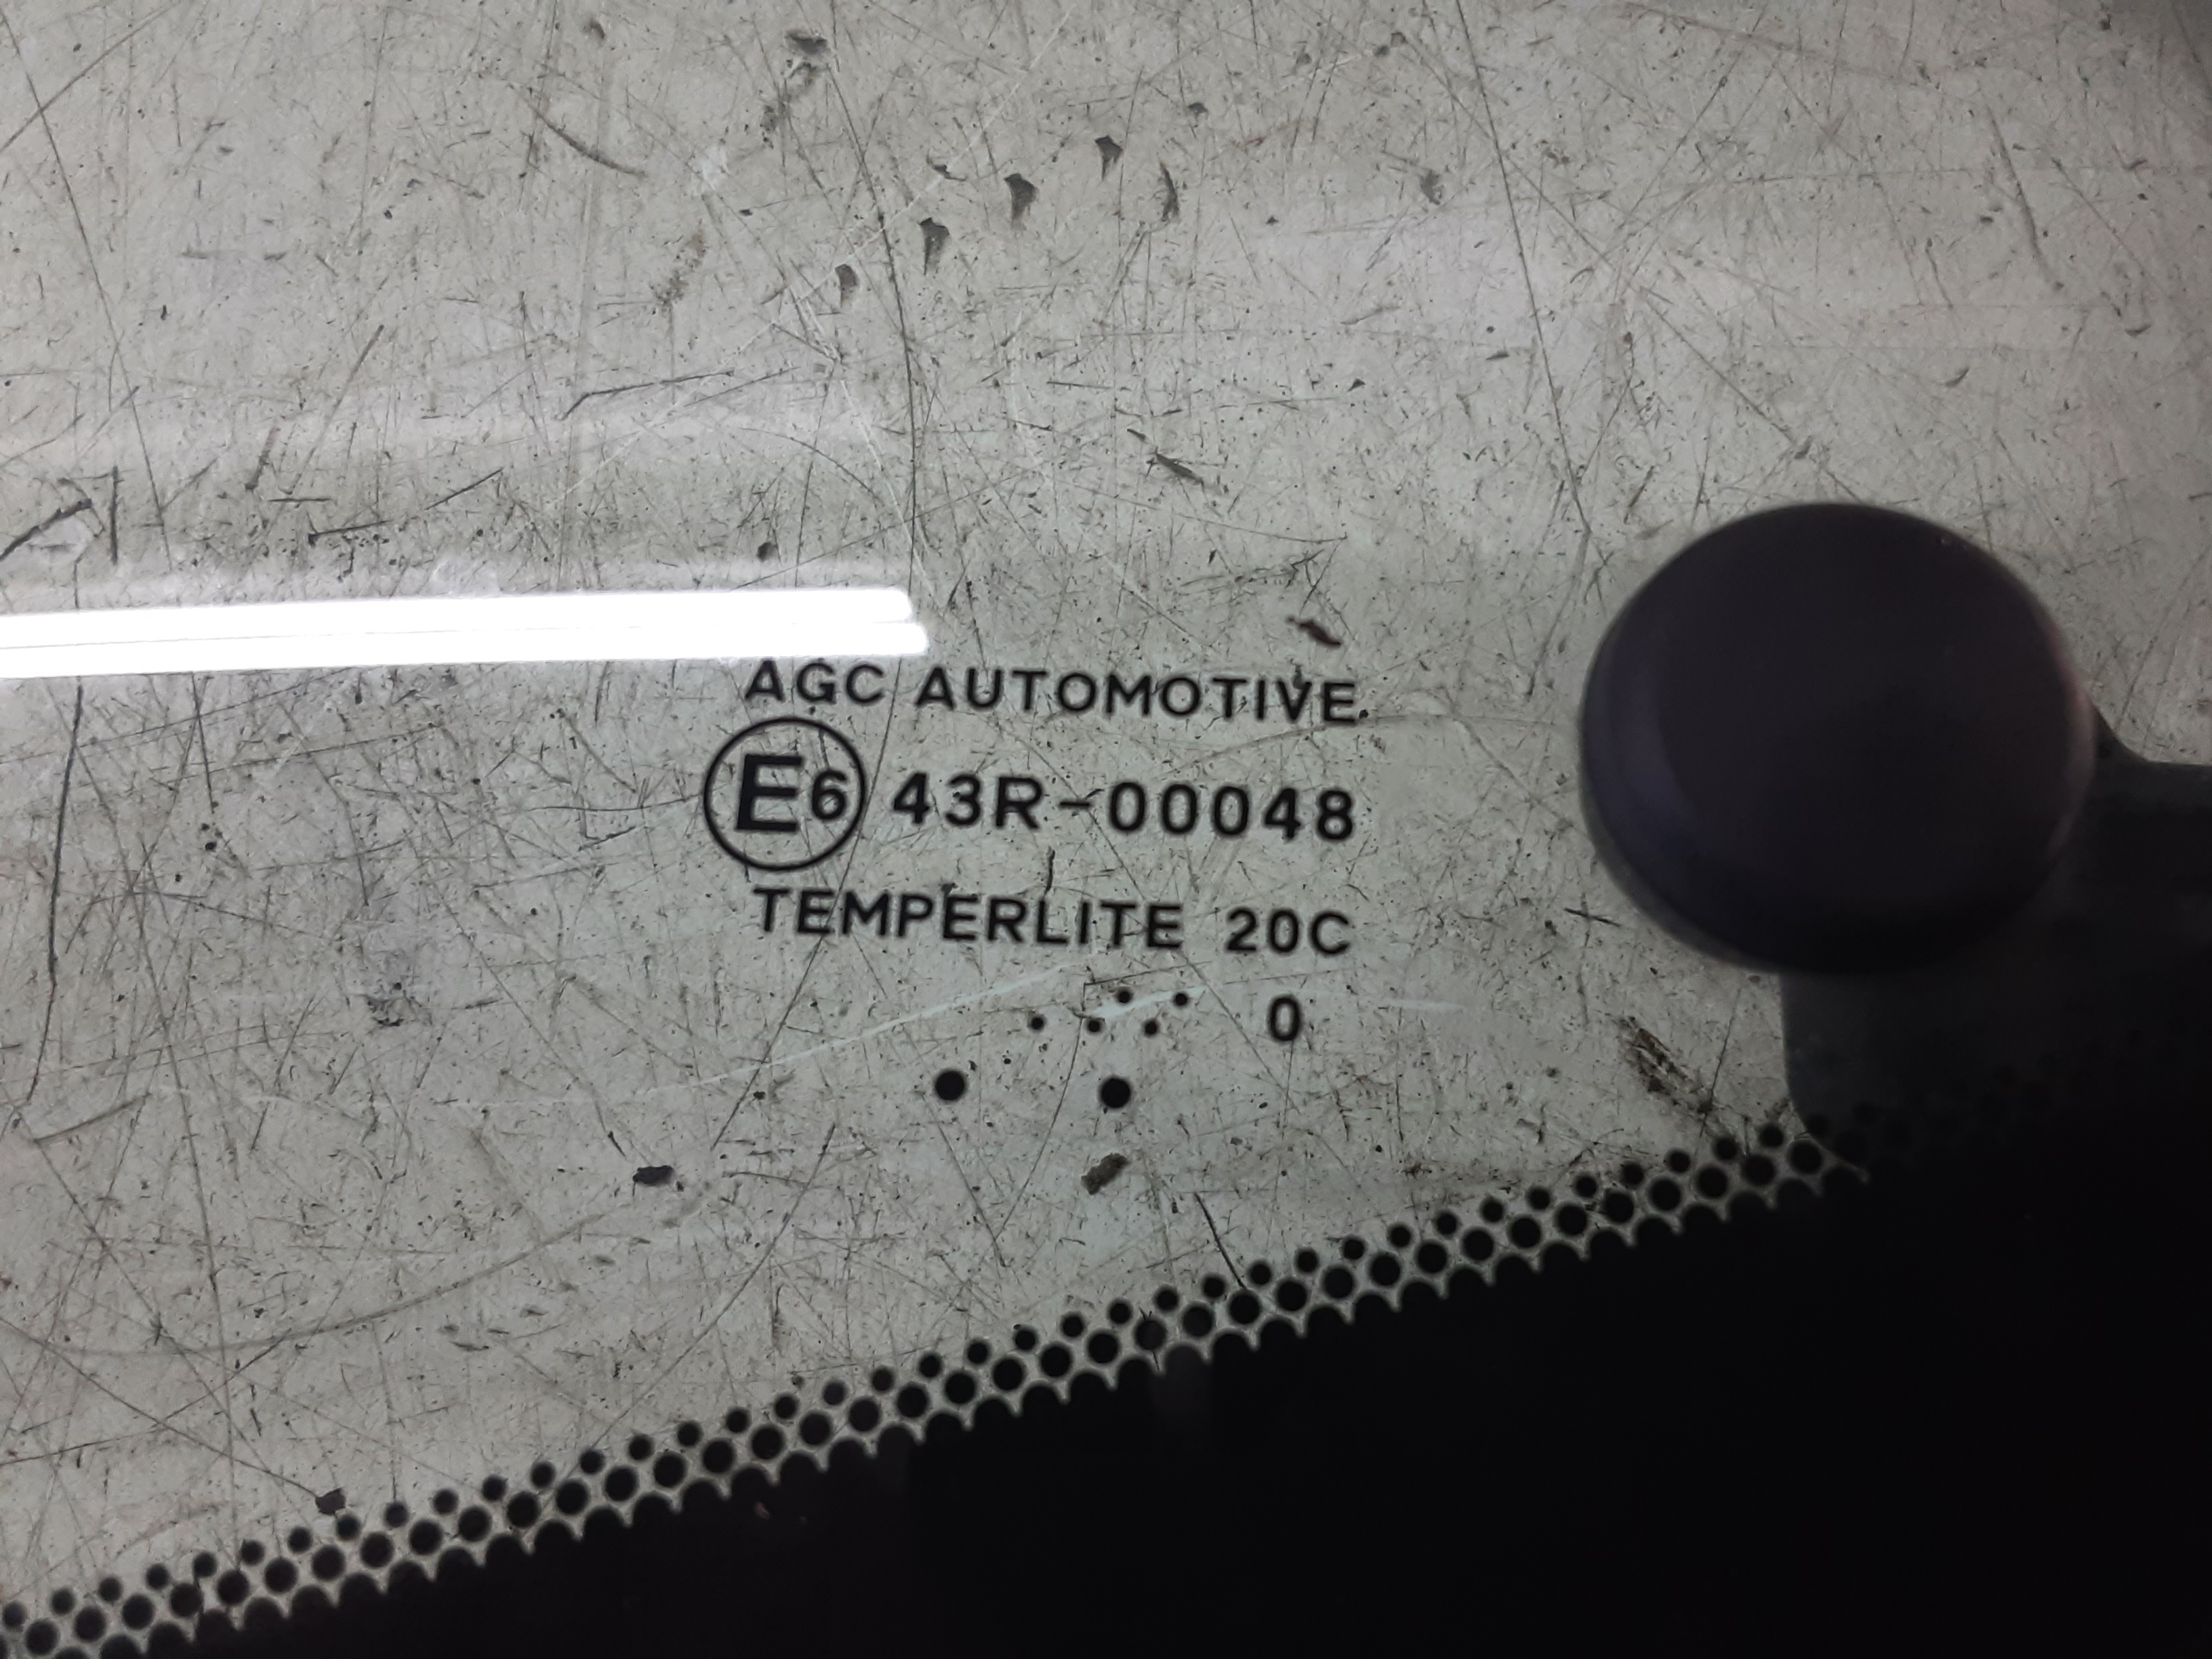 AGC AUTOMOTIVE
E6 43R-00048
TEMPERLITE 20C
0